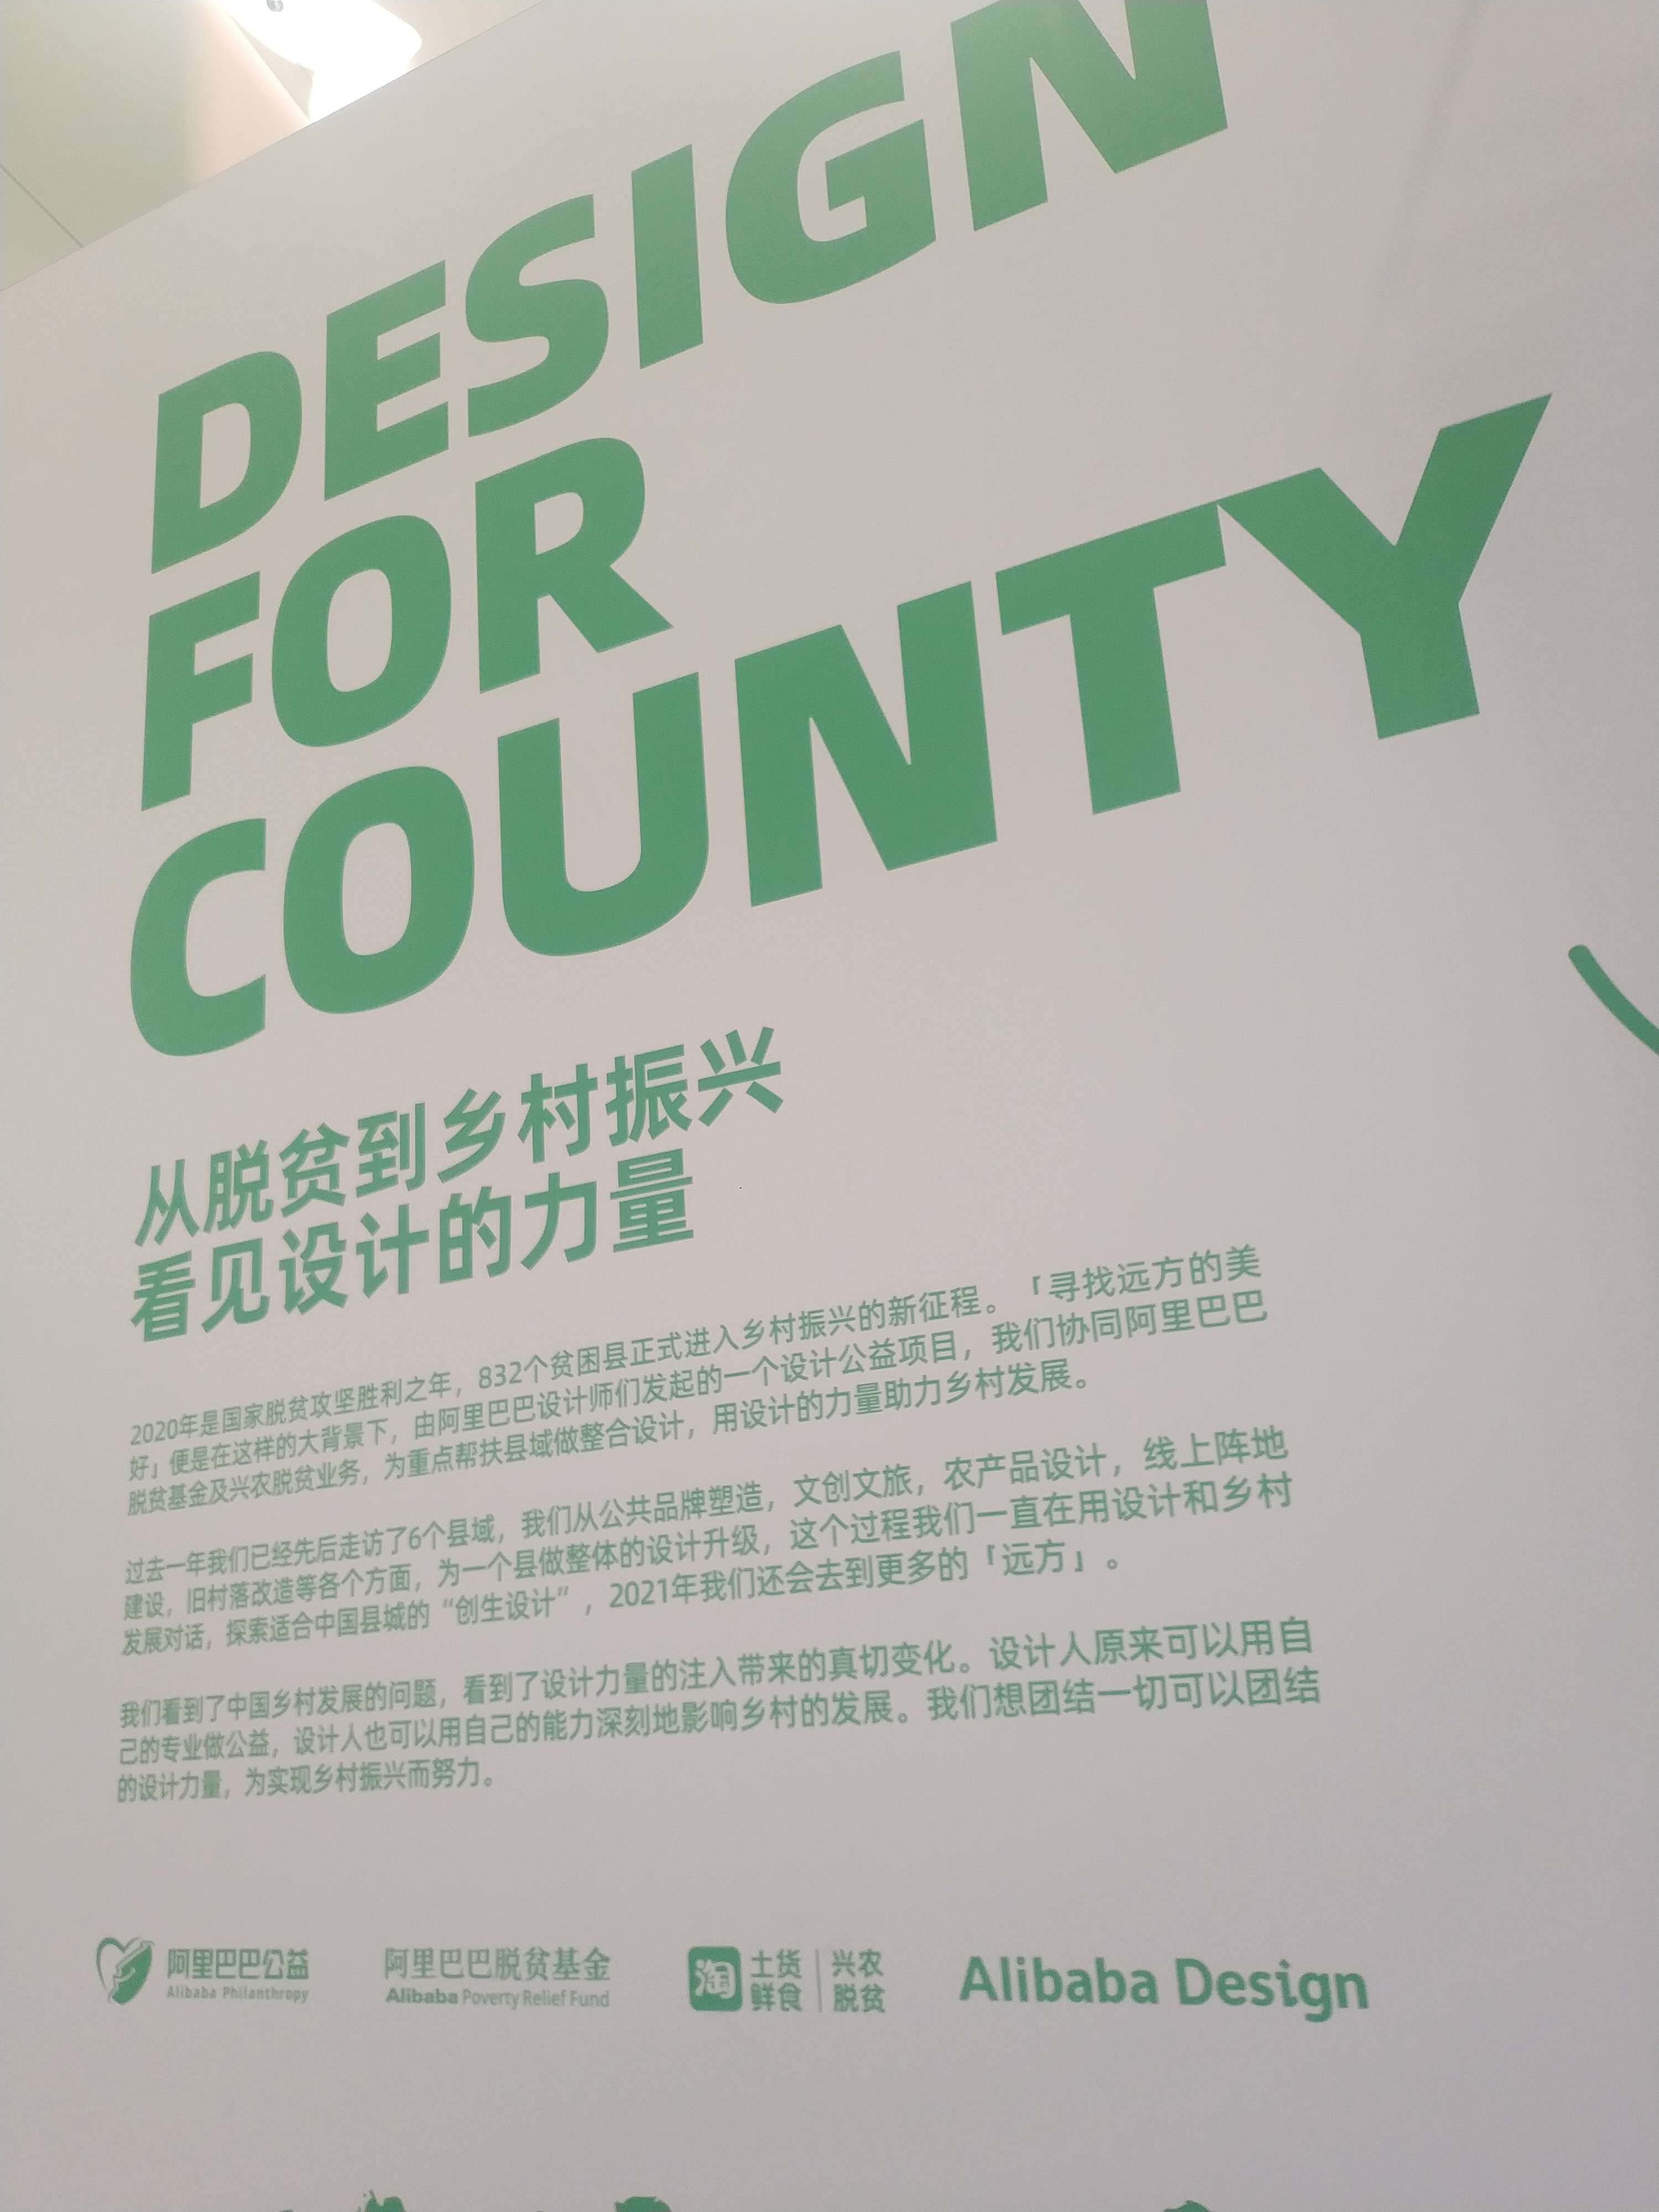 DESIGN
FOR
COUNTY
从脱贫到乡村振兴
看见设计的力量
2020年是国家脱贫攻坚胜利之年，832个贫困县正式进入乡村振兴的新征程。「寻找远方的美
好」便是在这样的大背景下，由阿里巴巴设计师们发起的一个设计公益项目，我们协同阿里巴巴
脱贫基金及兴农脱贫业务，为重点帮扶县域做整合设计，用设计的力量助力乡村发展。
过去一年我们已经先后走访了6个县域，我们从公共品牌塑造，文创文旅，农产品设计，线上阵地
建设，旧村落改造等各个方面，为一个县做整体的设计升级，这个过程我们一直在用设计和乡村
发展对话，探索适合中国县城的“创生设计”，2021年我们还会去到更多的「远方」。
我们看到了中国乡村发展的问题，看到了设计力量的注入带来的真切变化。设计人原来可以用自
己的专业做公益，设计人也可以用自己的能力深刻地影响乡村的发展。我们想团结一切可以团结
的设计力量，为实现乡村振兴而努力。
阿里巴巴公益
Alibaba Philanthropy
阿里巴巴脱贫基金
Alibaba Poverty Relief Fund
淘
土货
鲜食
兴农
脱贫
Alibaba Design